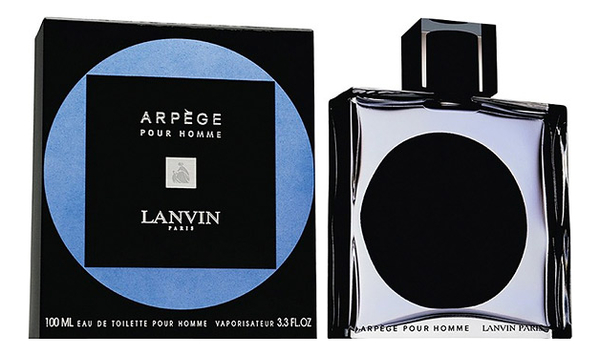 ARPÈGE
POUR HOMME
LANVIN
PARIS
100 ML EAU DE TOILETTE POUR HOMME VAPORISATEUR 3.3 FL.OZ
ARPÈGE POUR HOMME LANVIN PARIS